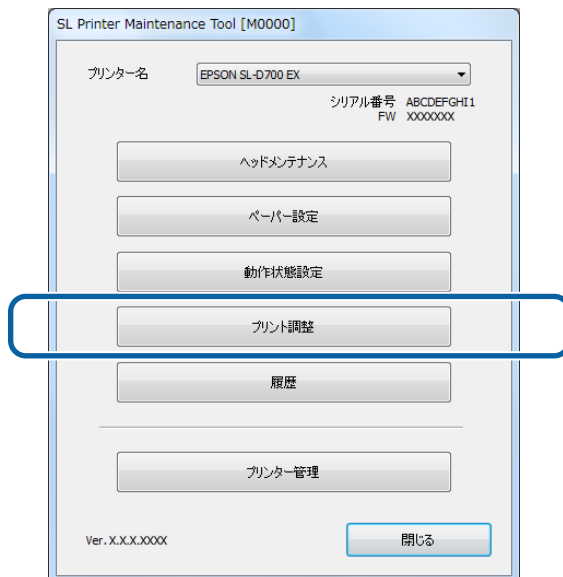 SL Printer Maintenance Tool [M0000]
プリンター名 EPSON SL-D700 EX
シリアル番号 ABCDEFGHI1
FW XXXXXXX
ヘッドメンテナンス
ペーパー設定
動作状態設定
プリント調整
履歴
プリンター管理
Ver.X.X.X.XXXX 閉じる